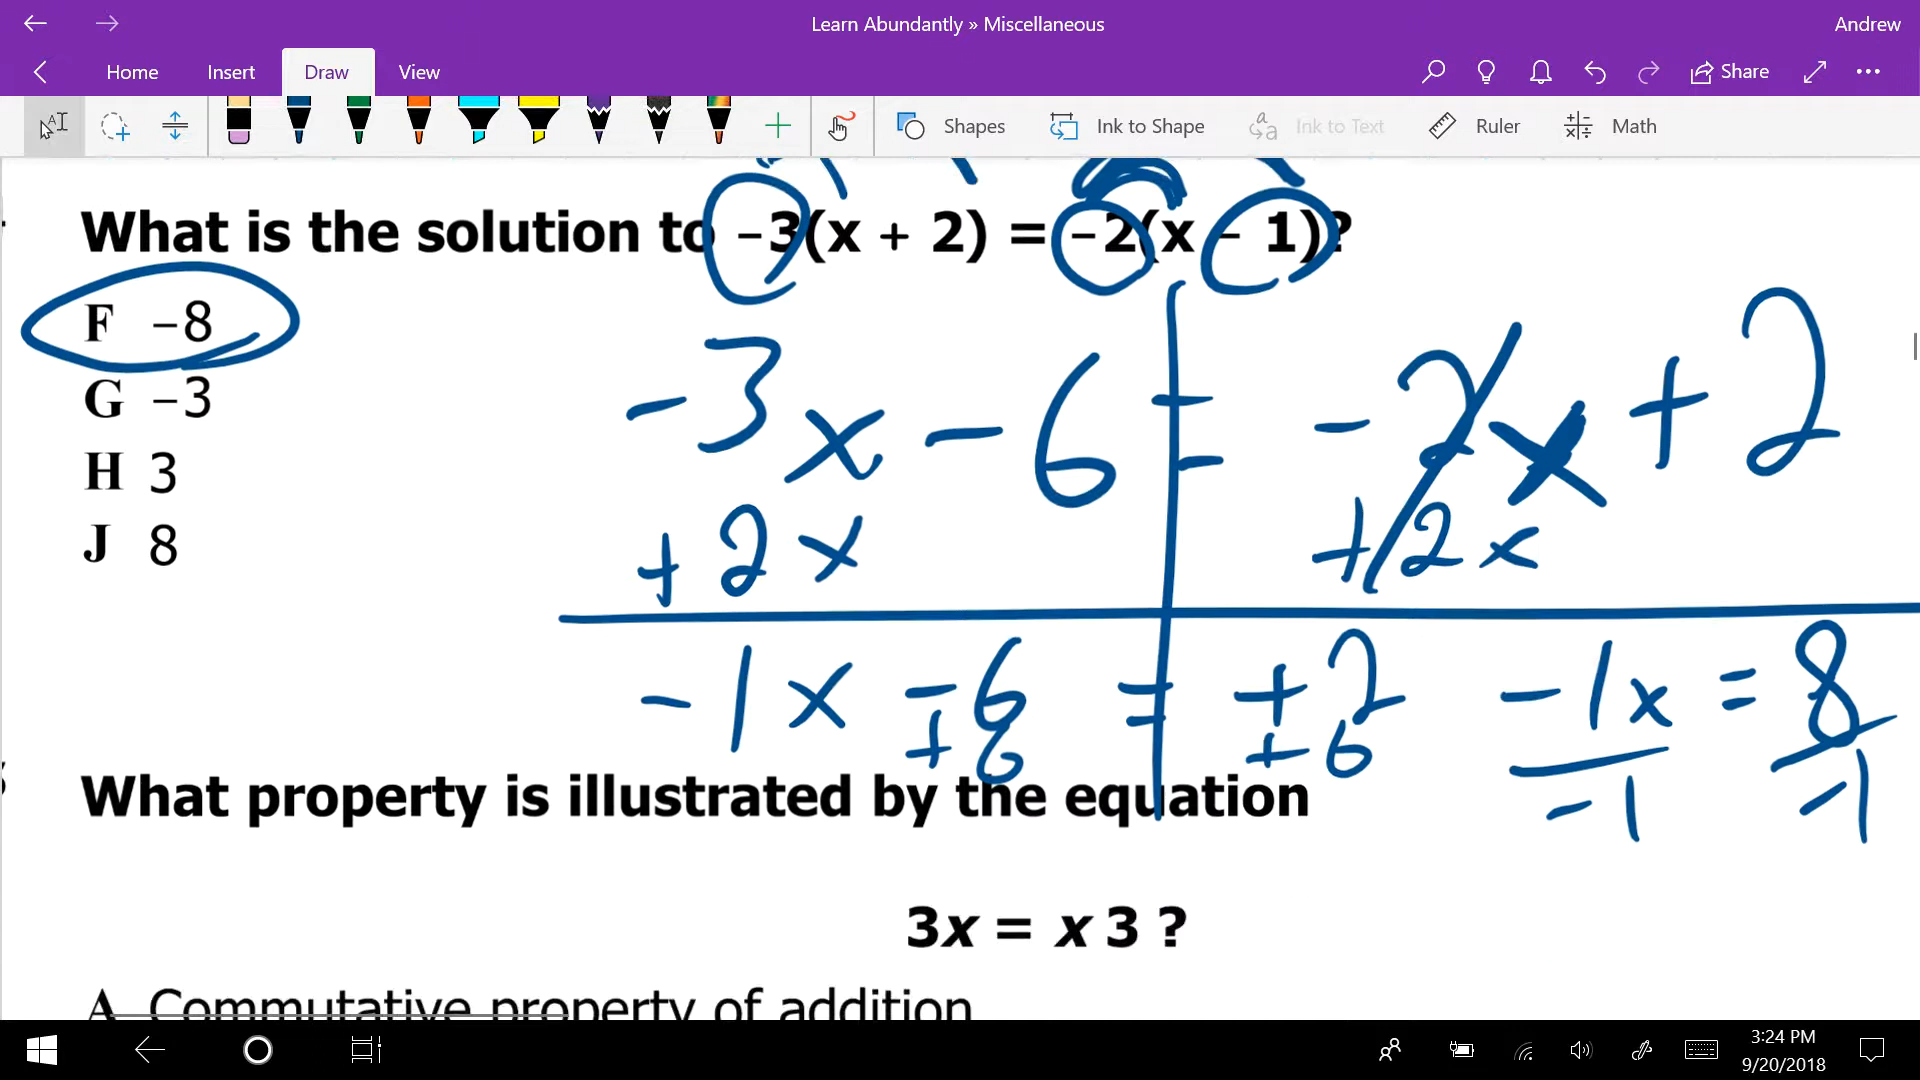 Learn Abundantly » Miscellaneous
Andrew
Home Insert Draw View
Share
Shapes Ink to Shape Ink to Text Ruler Math
What is the solution to -3(x + 2) = -2(x - 1)?
F -8
G -3
H 3
J 8
-3x - 6 = -2x + 2
+ 2x + 2x
-1x - 6 = + 2 -1x = 8
+ 6 + 6 -1 -1
What property is illustrated by the equation
3x = x 3 ?
A Commutative property of addition
3:24 PM
9/20/2018